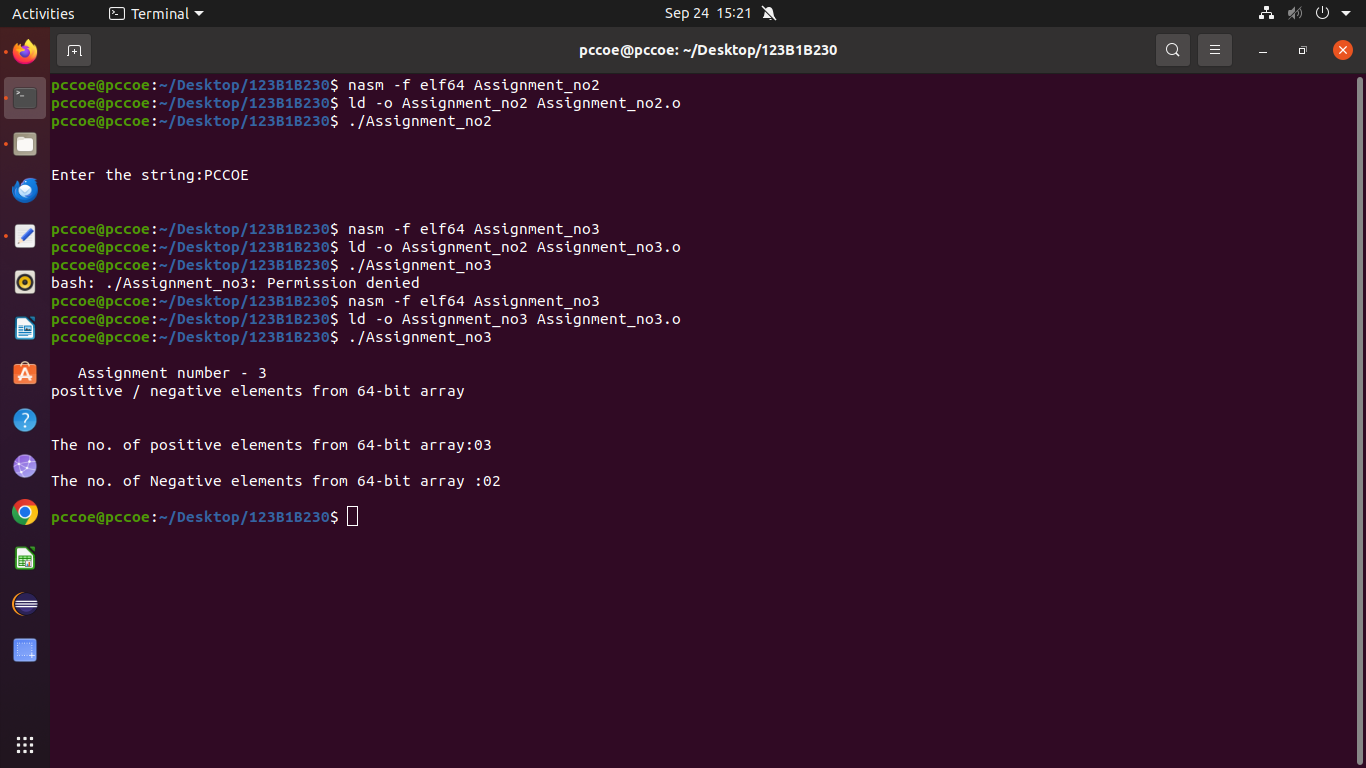 Activities
Terminal
Sep 24 15:21
pccoe@pccoe: ~/Desktop/123B1B230
pccoe@pccoe:~/Desktop/123B1B230$ nasm -f elf64 Assignment_no2
pccoe@pccoe:~/Desktop/123B1B230$ ld -o Assignment_no2 Assignment_no2.o
pccoe@pccoe:~/Desktop/123B1B230$ ./Assignment_no2
Enter the string:PCCOE
pccoe@pccoe:~/Desktop/123B1B230$ nasm -f elf64 Assignment_no3
pccoe@pccoe:~/Desktop/123B1B230$ ld -o Assignment_no2 Assignment_no3.o
pccoe@pccoe:~/Desktop/123B1B230$ ./Assignment_no3
bash: ./Assignment_no3: Permission denied
pccoe@pccoe:~/Desktop/123B1B230$ nasm -f elf64 Assignment_no3
pccoe@pccoe:~/Desktop/123B1B230$ ld -o Assignment_no3 Assignment_no3.o
pccoe@pccoe:~/Desktop/123B1B230$ ./Assignment_no3
Assignment number - 3
positive / negative elements from 64-bit array
The no. of positive elements from 64-bit array:03
The no. of Negative elements from 64-bit array :02
pccoe@pccoe:~/Desktop/123B1B230$